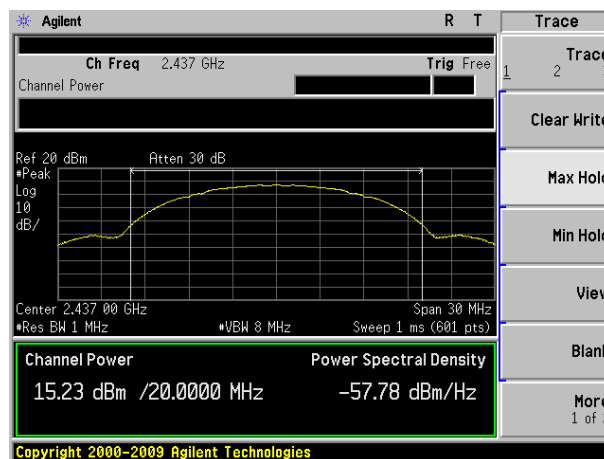 Agilent R T Trace
Ch Freq 2.437 GHz Trig Free
Channel Power
Trace
1 2
Clear Write
Max Hold
Min Hold
View
Blank
More
1 of
Ref 20 dBm Atten 30 dB
#Peak
Log
10
dB/
Center 2.437 00 GHz Span 30 MHz
#Res BW 1 MHz #VBW 8 MHz Sweep 1 ms (601 pts)
Channel Power Power Spectral Density
15.23 dBm /20.0000 MHz -57.78 dBm/Hz
Copyright 2000-2009 Agilent Technologies